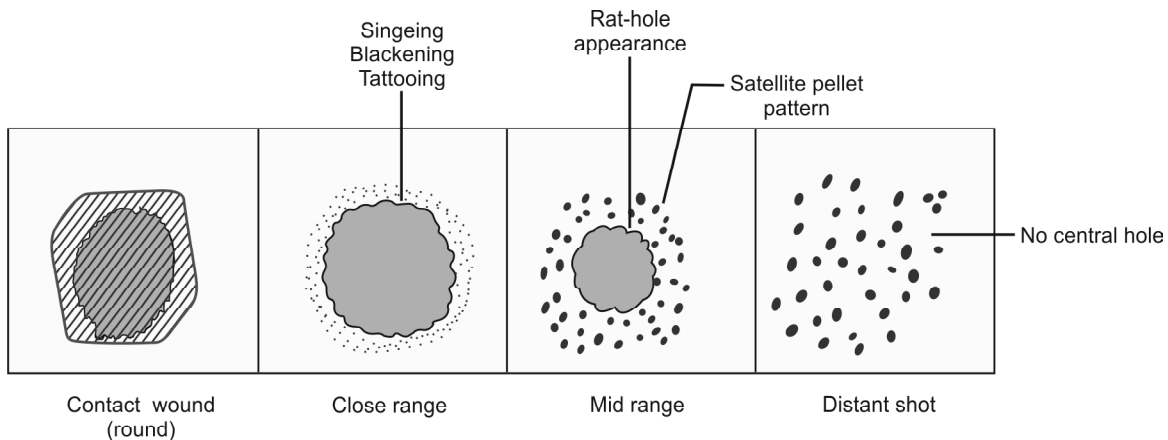 Singeing
Blackening
Tattooing
Rat-hole
appearance
Satellite pellet
pattern
No central hole
Contact wound
(round)
Close range
Mid range
Distant shot